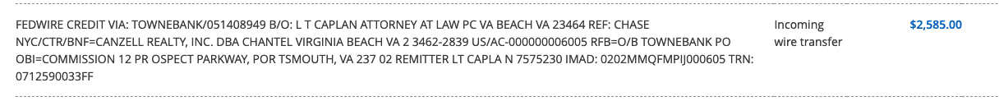 FEDWIRE CREDIT VIA: TOWNEBANK/051408949 B/O: L T CAPLAN ATTORNEY AT LAW PC VA BEACH VA 23464 REF: CHASE
NYC/CTR/BNF=CANZELL REALTY, INC. DBA CHANTEL VIRGINIA BEACH VA 2 3462-2839 US/AC-000000006005 RFB=O/B TOWNEBANK PO
OBI=COMMISSION 12 PR OSPECT PARKWAY, POR TSMOUTH, VA 237 02 REMITTER LT CAPLA N 7575230 IMAD: 0202MMQFMPIJ000605 TRN:
0712590033FF
Incoming
wire transfer
$2,585.00